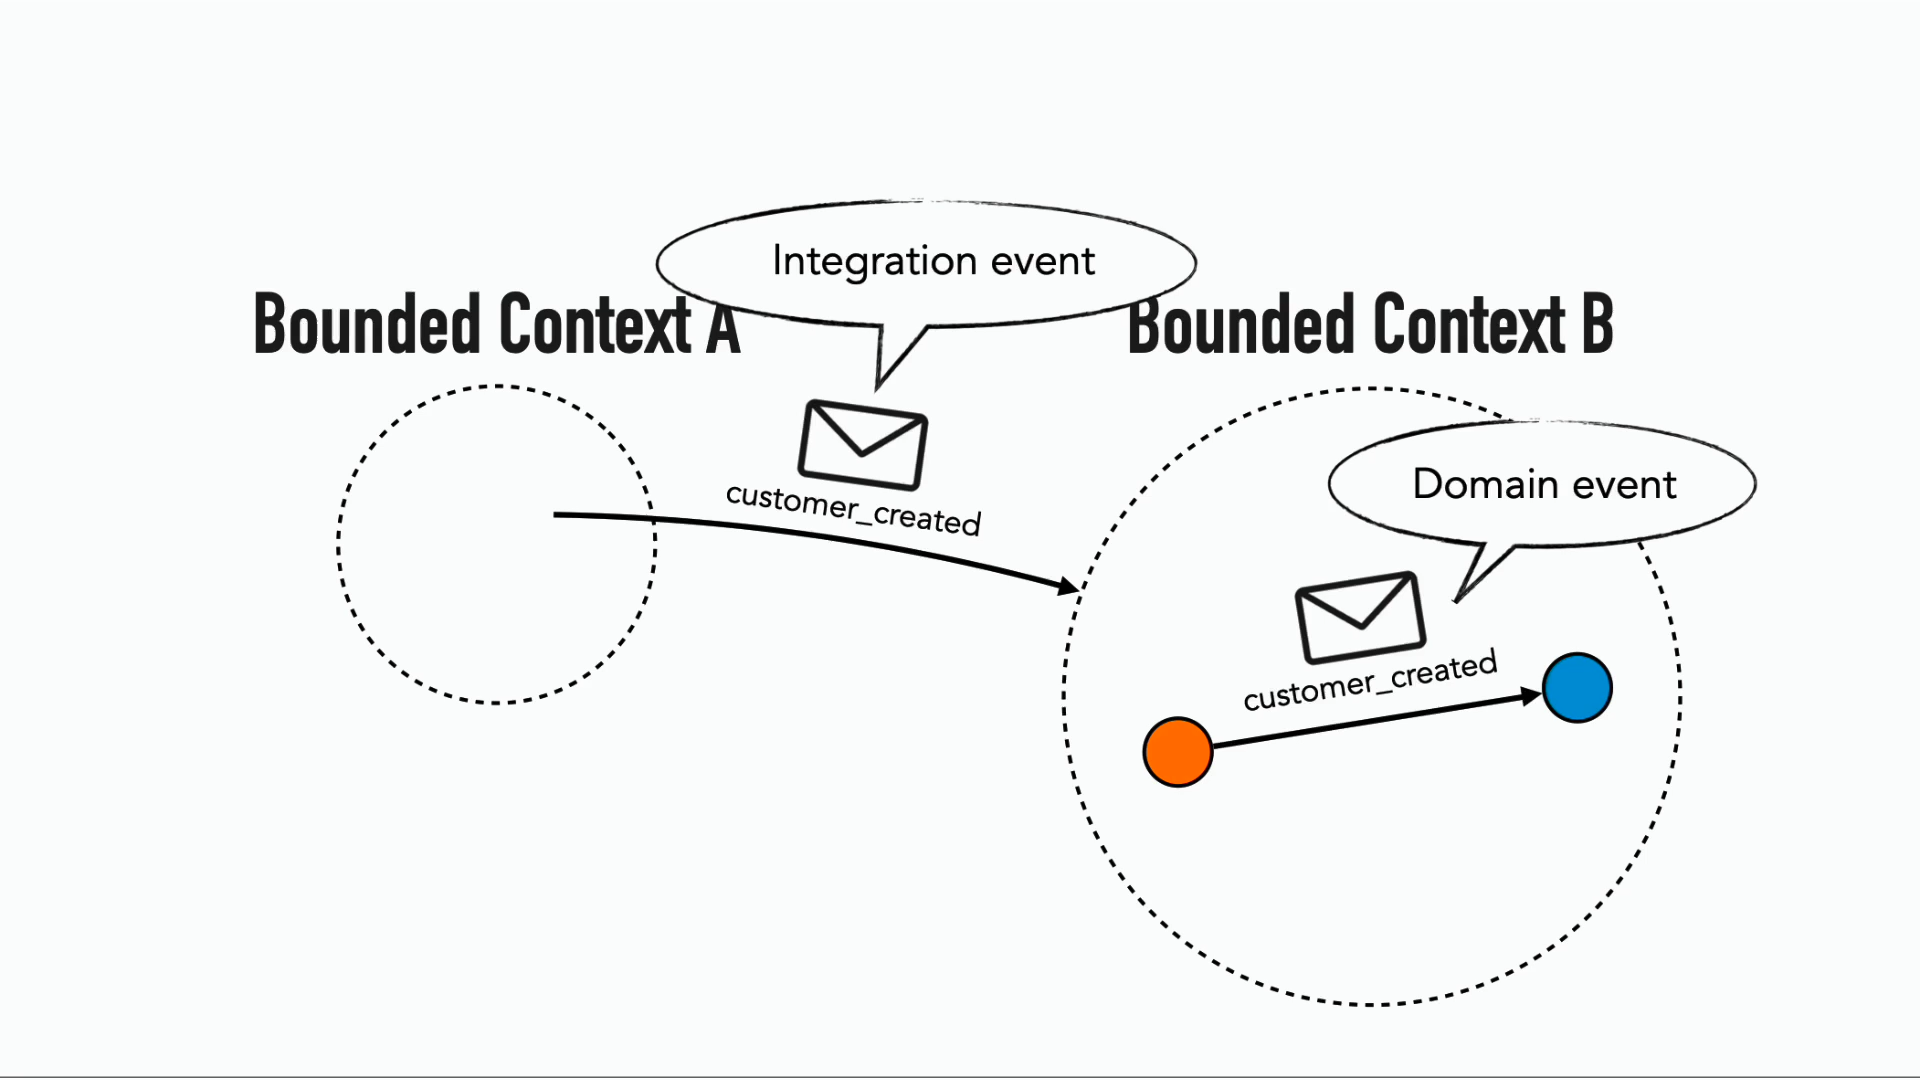 Integration event
Bounded Context A
Bounded Context B
customer_created
Domain event
customer_created